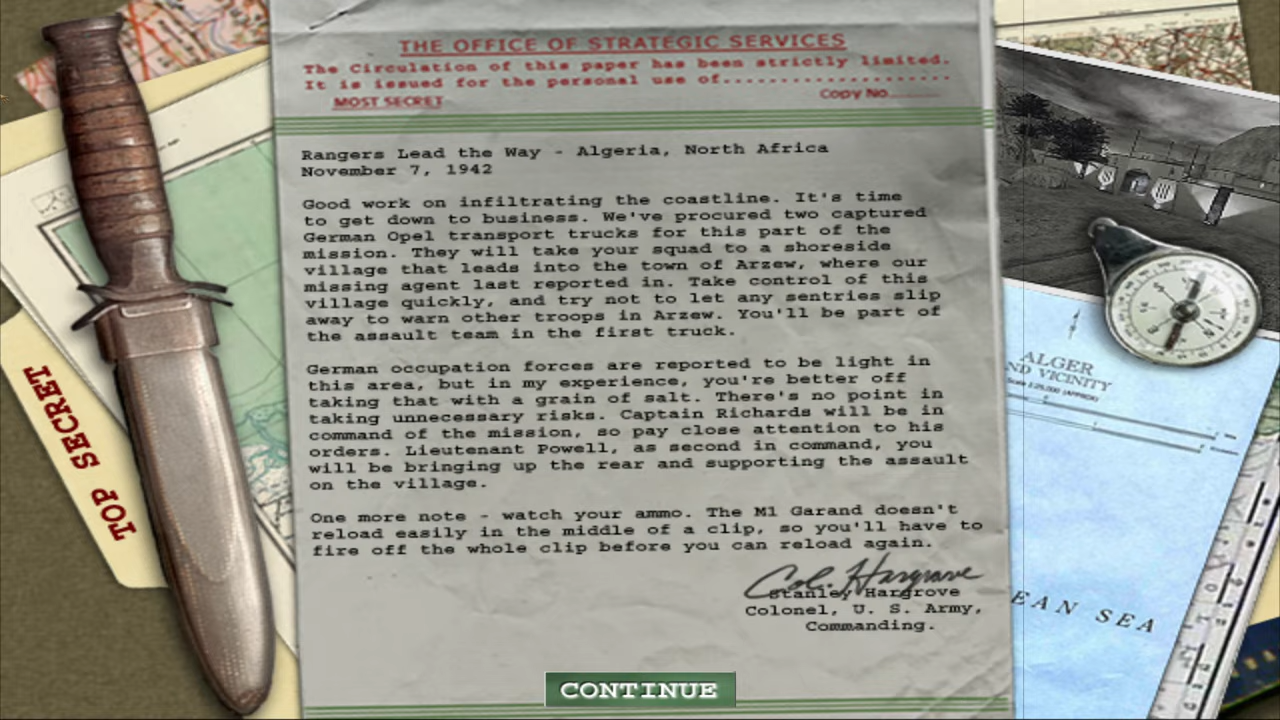 THE OFFICE OF STRATEGIC SERVICES
The Circulation of this paper has been strictly limited.
It is issued for the personal use of.....................
MOST SECRET
Copy No.........
Rangers Lead the Way - Algeria, North Africa
November 7, 1942
Good work on infiltrating the coastline. It's time
to get down to business. We've procured two captured
German Opel transport trucks for this part of the
mission. They will take your squad to a shoreside
village that leads into the town of Arzew, where our
missing agent last reported in. Take control of this
village quickly, and try not to let any sentries slip
away to warn other troops in Arzew. You'll be part of
the assault team in the first truck.
German occupation forces are reported to be light in
this area, but in my experience, you're better off
taking that with a grain of salt. There's no point in
taking unnecessary risks. Captain Richards will be in
command of the mission, so pay close attention to his
orders. Lieutenant Powell, as second in command, you
will be bringing up the rear and supporting the assault
on the village.
One more note - watch your ammo. The M1 Garand doesn't
reload easily in the middle of a clip, so you'll have to
fire off the whole clip before you can reload again.
Col. Hargrove
Stanley Hargrove
Colonel, U. S. Army,
Commanding.
CONTINUE
TOP SECRET
ALGER
ND VICINITY
EAN SEA